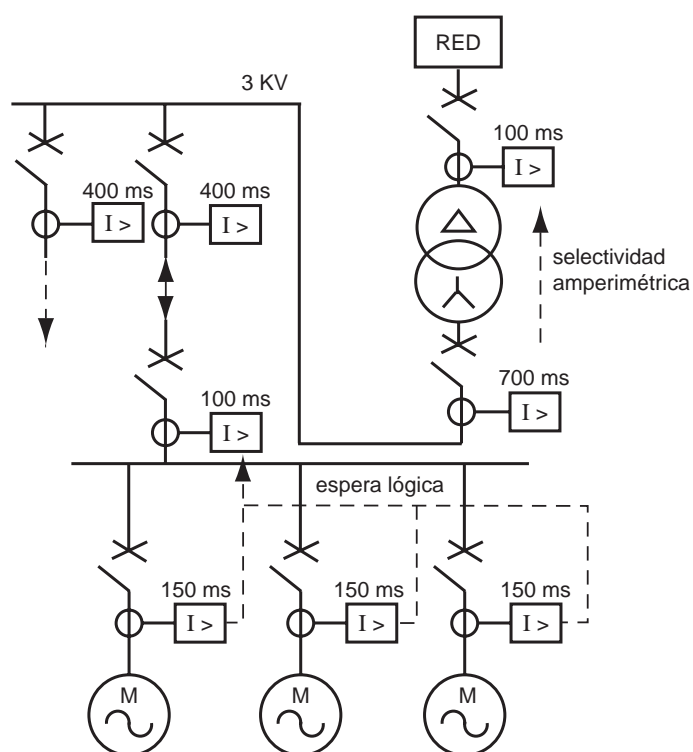 RED
3 KV
100 ms
I >
400 ms
400 ms
I >
I >
selectividad
amperimétrica
100 ms
I >
700 ms
I >
espera lógica
150 ms
150 ms
150 ms
I >
I >
I >
M
M
M